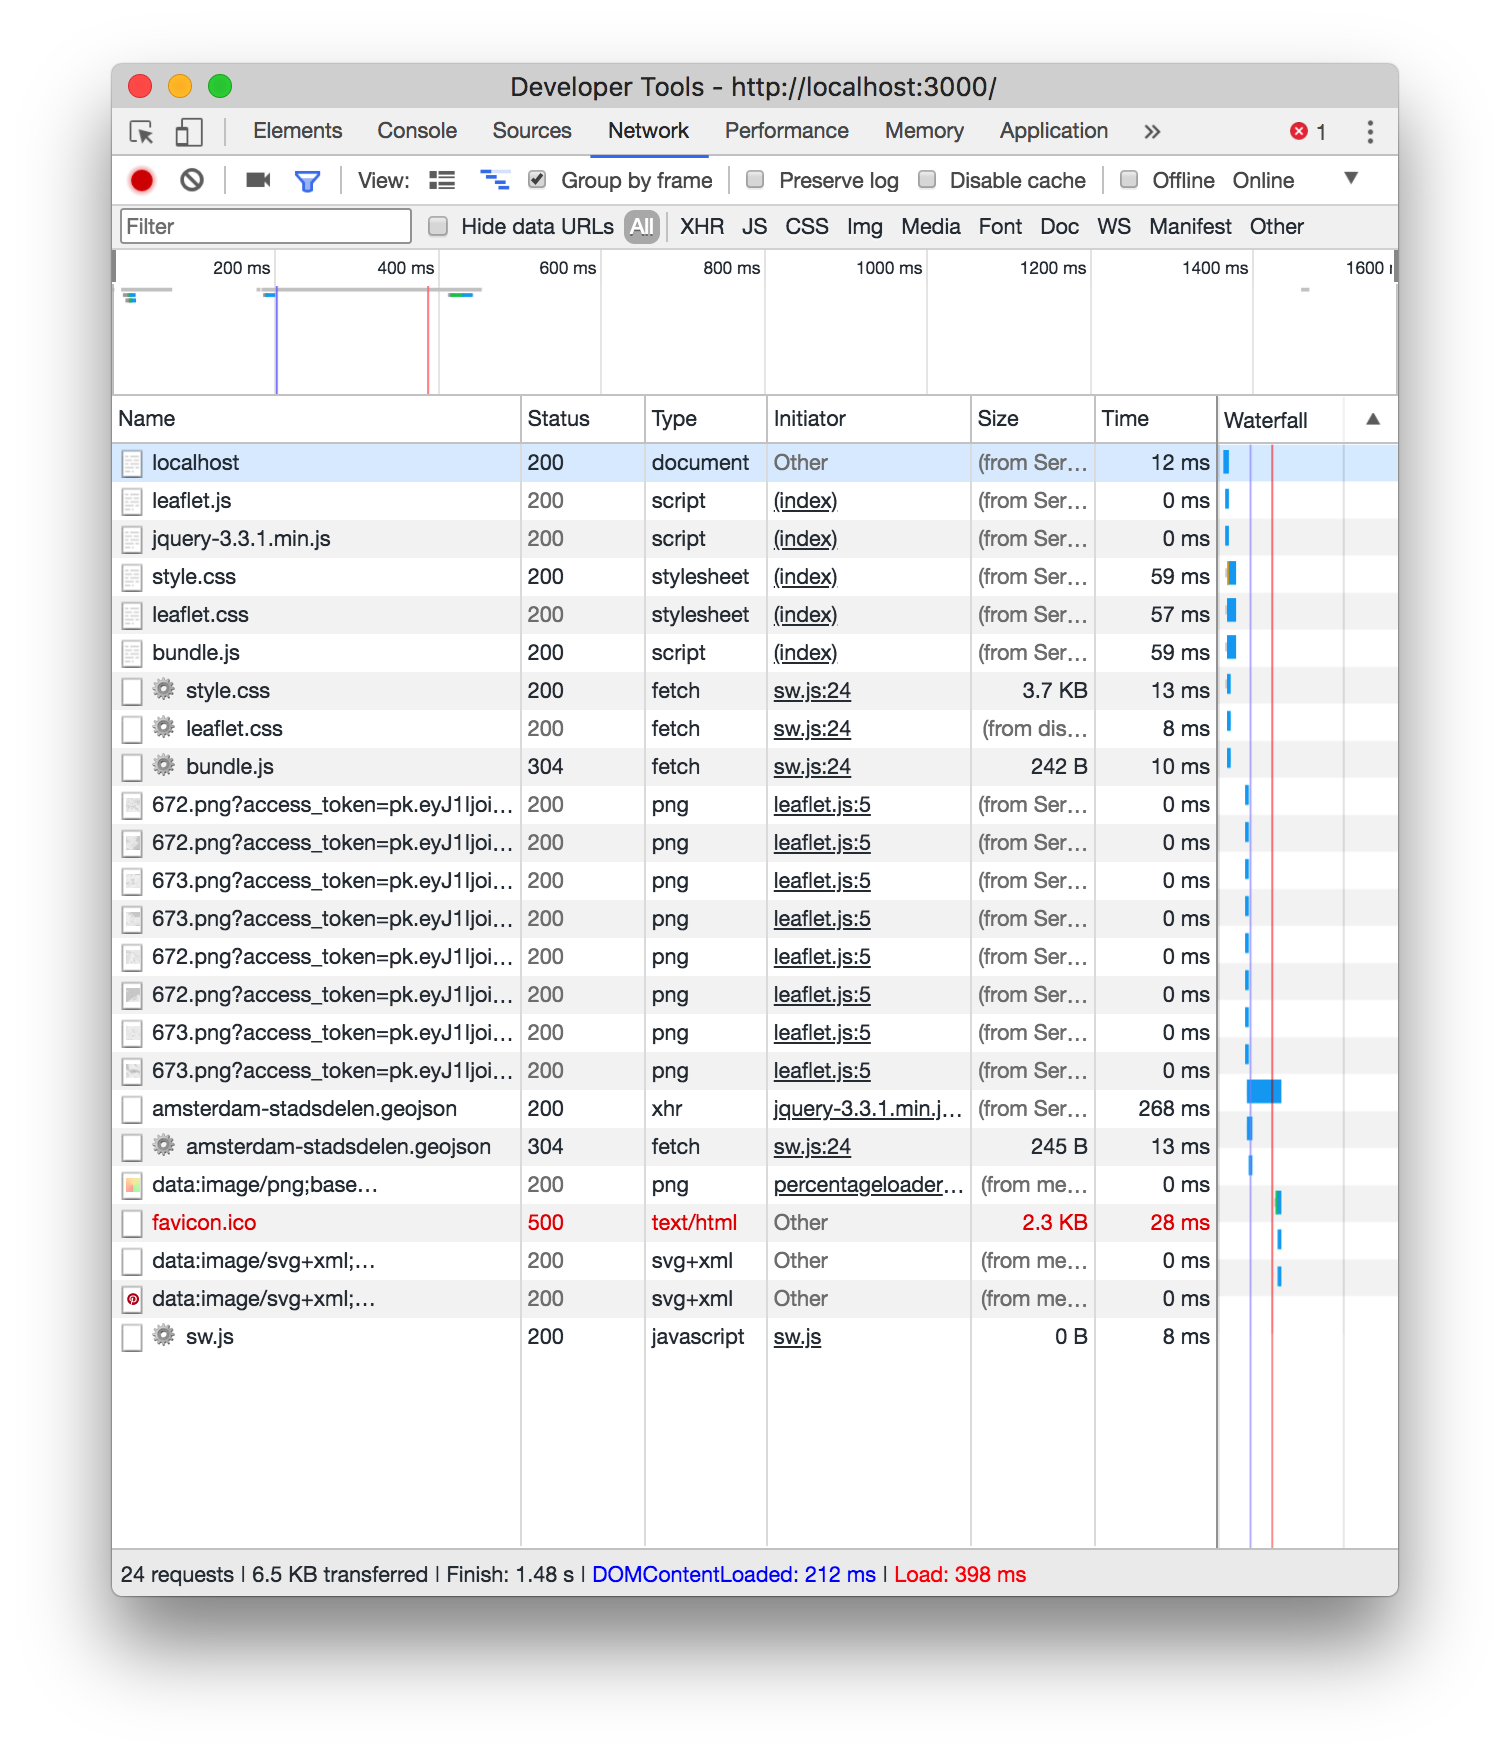 Developer Tools - http://localhost:3000/
Elements Console Sources Network Performance Memory Application » 1
View: Group by frame Preserve log Disable cache Offline Online
Filter Hide data URLs All XHR JS CSS Img Media Font Doc WS Manifest Other
200 ms 400 ms 600 ms 800 ms 1000 ms 1200 ms 1400 ms 1600
Name Status Type Initiator Size Time Waterfall
localhost 200 document Other (from Ser... 12 ms
leaflet.js 200 script (index) (from Ser... 0 ms
jquery-3.3.1.min.js 200 script (index) (from Ser... 0 ms
style.css 200 stylesheet (index) (from Ser... 59 ms
leaflet.css 200 stylesheet (index) (from Ser... 57 ms
bundle.js 200 script (index) (from Ser... 59 ms
style.css 200 fetch sw.js:24 3.7 KB 13 ms
leaflet.css 200 fetch sw.js:24 (from dis... 8 ms
bundle.js 304 fetch sw.js:24 242 B 10 ms
672.png?access_token=pk.eyJ1Ijoi... 200 png leaflet.js:5 (from Ser... 0 ms
672.png?access_token=pk.eyJ1Ijoi... 200 png leaflet.js:5 (from Ser... 0 ms
673.png?access_token=pk.eyJ1Ijoi... 200 png leaflet.js:5 (from Ser... 0 ms
673.png?access_token=pk.eyJ1Ijoi... 200 png leaflet.js:5 (from Ser... 0 ms
672.png?access_token=pk.eyJ1Ijoi... 200 png leaflet.js:5 (from Ser... 0 ms
672.png?access_token=pk.eyJ1Ijoi... 200 png leaflet.js:5 (from Ser... 0 ms
673.png?access_token=pk.eyJ1Ijoi... 200 png leaflet.js:5 (from Ser... 0 ms
673.png?access_token=pk.eyJ1Ijoi... 200 png leaflet.js:5 (from Ser... 0 ms
amsterdam-stadsdelen.geojson 200 xhr jquery-3.3.1.min.j... (from Ser... 268 ms
amsterdam-stadsdelen.geojson 304 fetch sw.js:24 245 B 13 ms
data:image/png;base... 200 png percentageloader... (from me... 0 ms
favicon.ico 500 text/html Other 2.3 KB 28 ms
data:image/svg+xml;... 200 svg+xml Other (from me... 0 ms
data:image/svg+xml;... 200 svg+xml Other (from me... 0 ms
sw.js 200 javascript sw.js 0 B 8 ms
24 requests | 6.5 KB transferred | Finish: 1.48 s | DOMContentLoaded: 212 ms | Load: 398 ms